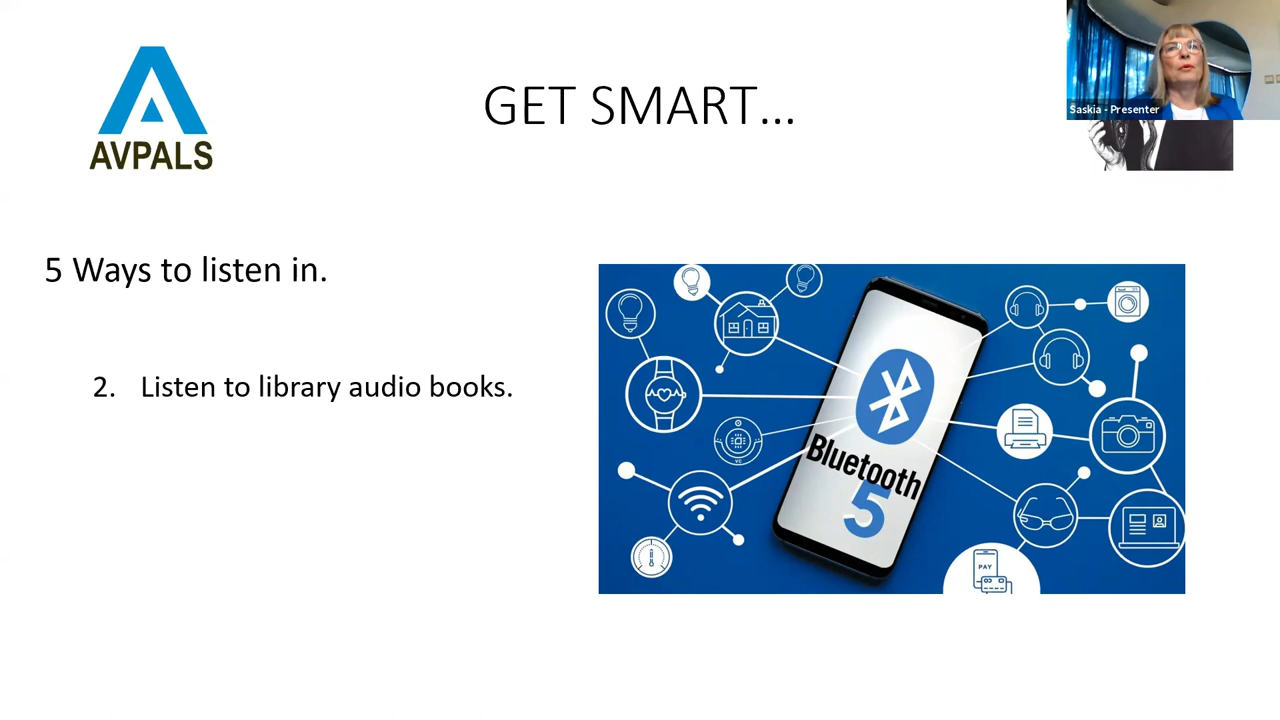 AVPALS
GET SMART...
Saskia - Presenter
5 Ways to listen in.
2. Listen to library audio books.
Bluetooth
5
VC
PAY